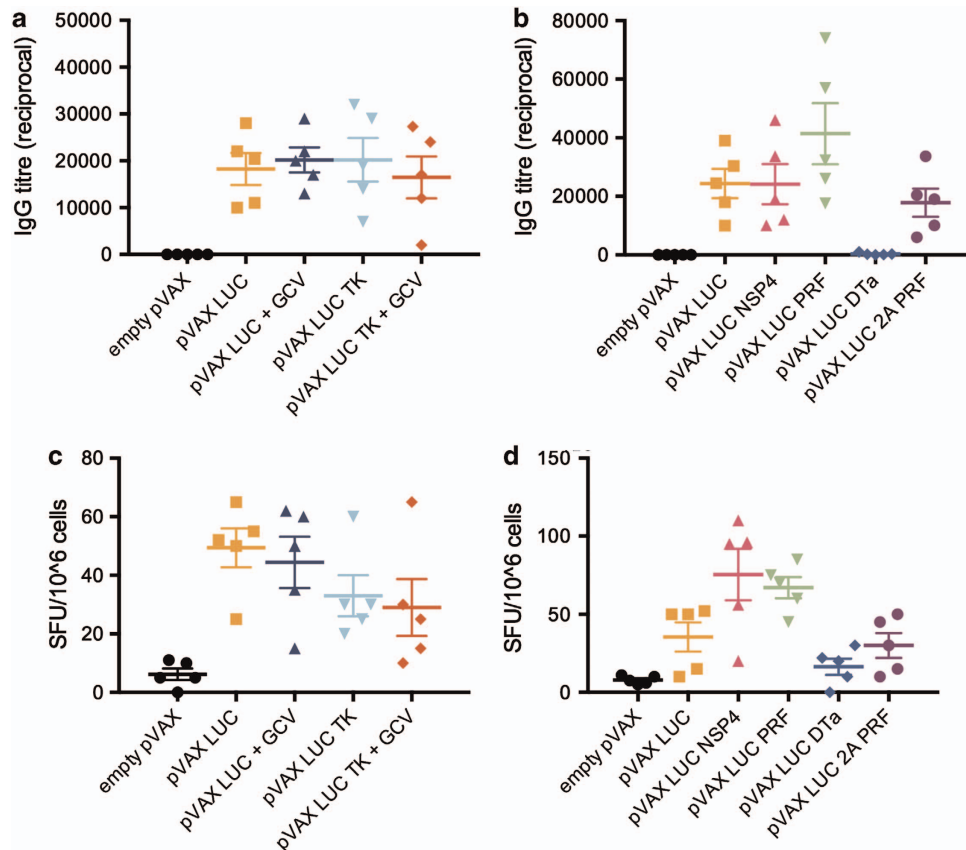 a
IgG titre (reciprocal)
50000
40000
30000
20000
10000
0
empty pVAX
pVAX LUC
pVAX LUC + GCV
pVAX LUC TK
pVAX LUC TK + GCV
b
IgG titre (reciprocal)
80000
60000
40000
20000
0
empty pVAX
pVAX LUC
pVAX LUC NSP4
pVAX LUC PRF
pVAX LUC DTa
pVAX LUC 2A PRF
c
SFU/10^6 cells
80
60
40
20
0
empty pVAX
pVAX LUC
pVAX LUC + GCV
pVAX LUC TK
pVAX LUC TK + GCV
d
SFU/10^6 cells
150
100
50
0
empty pVAX
pVAX LUC
pVAX LUC NSP4
pVAX LUC PRF
pVAX LUC DTa
pVAX LUC 2A PRF